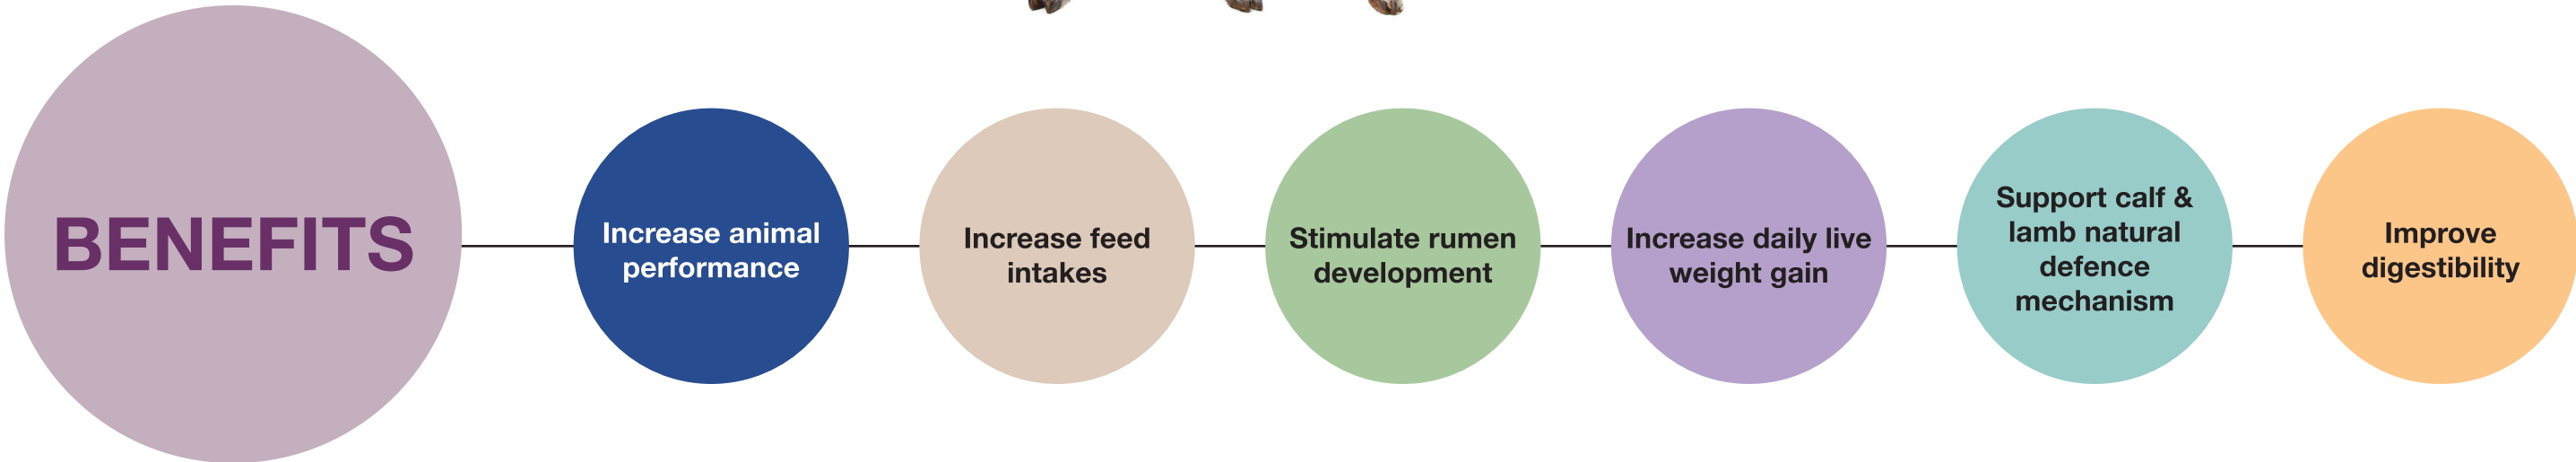 BENEFITS
Increase animal
performance
Increase feed
intakes
Stimulate rumen
development
Increase daily live
weight gain
Support calf &
lamb natural
defence
mechanism
Improve
digestibility